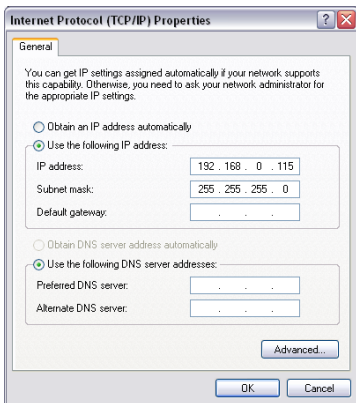 Internet Protocol (TCP/IP) Properties
General
You can get IP settings assigned automatically if your network supports
this capability. Otherwise, you need to ask your network administrator for
the appropriate IP settings.
Obtain an IP address automatically
Use the following IP address:
IP address: 192 . 168 . 0 . 115
Subnet mask: 255 . 255 . 255 . 0
Default gateway: . . .
Obtain DNS server address automatically
Use the following DNS server addresses:
Preferred DNS server: . . .
Alternate DNS server: . . .
Advanced...
OK Cancel